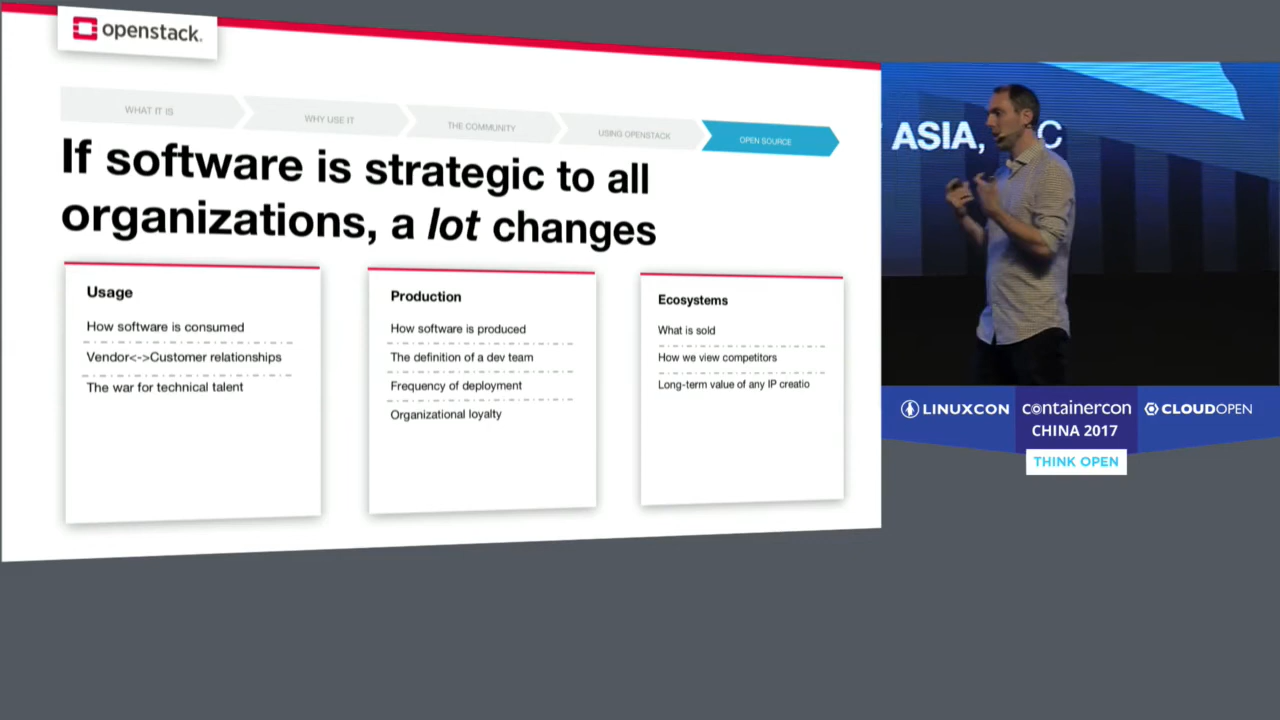 openstack.
WHAT IT IS
WHY USE IT
THE COMMUNITY
USING OPENSTACK
OPEN SOURCE
If software is strategic to all
organizations, a lot changes
Usage
How software is consumed
Vendor<->Customer relationships
The war for technical talent
Production
How software is produced
The definition of a dev team
Frequency of deployment
Organizational loyalty
Ecosystems
What is sold
How we view competitors
Long-term value of any IP creatio
ASIA, C
LINUXCON
containercon
CLOUDOPEN
CHINA 2017
THINK OPEN